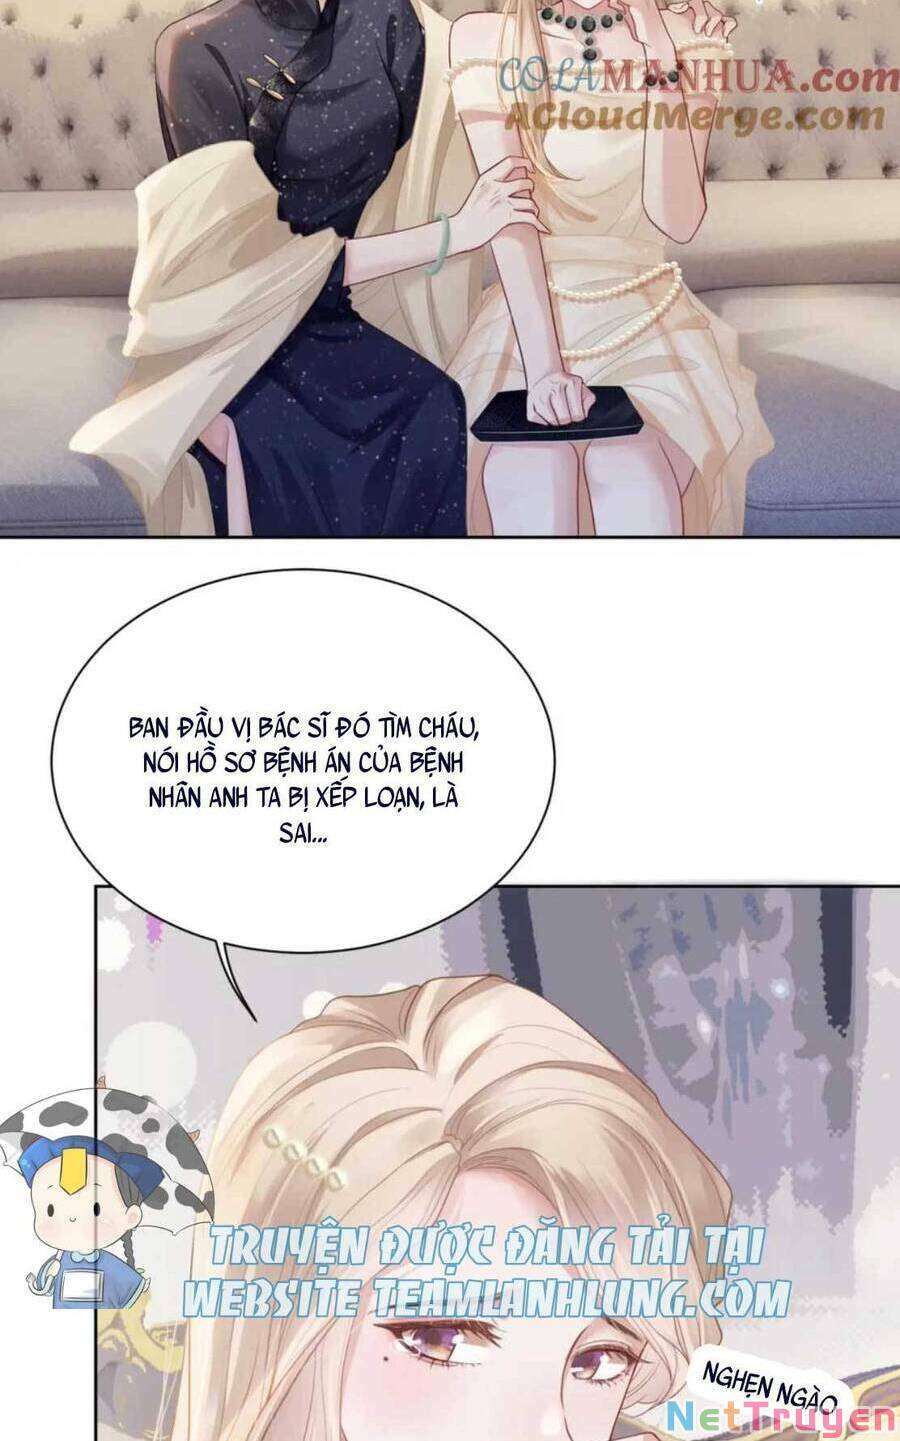 COLAMANHUA.com
ACloudMerge.com
BAN ĐẦU VỊ BÁC SĨ ĐÓ TÌM CHÁU,
NÓI HỒ SƠ BỆNH ÁN CỦA BỆNH
NHÂN ANH TA BỊ XẾP LOẠN, LÀ
SAI...
TRUYỆN ĐƯỢC ĐĂNG TẢI TẠI
WEBSITE TEAMLANHLUNG.COM
NGHẸN NGÀO
NetTruyen